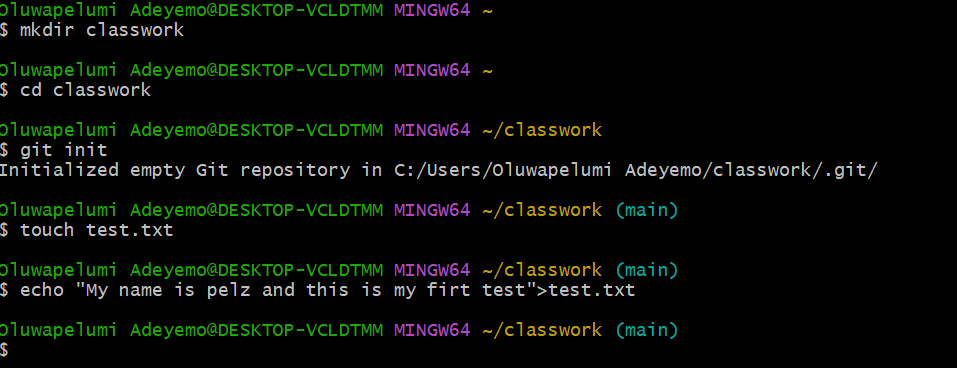 Oluwapelumi Adeyemo@DESKTOP-VCLDTMM MINGW64 ~
$ mkdir classwork
Oluwapelumi Adeyemo@DESKTOP-VCLDTMM MINGW64 ~
$ cd classwork
Oluwapelumi Adeyemo@DESKTOP-VCLDTMM MINGW64 ~/classwork
$ git init
Initialized empty Git repository in C:/Users/Oluwapelumi Adeyemo/classwork/.git/
Oluwapelumi Adeyemo@DESKTOP-VCLDTMM MINGW64 ~/classwork (main)
$ touch test.txt
Oluwapelumi Adeyemo@DESKTOP-VCLDTMM MINGW64 ~/classwork (main)
$ echo "My name is pelz and this is my firt test">test.txt
Oluwapelumi Adeyemo@DESKTOP-VCLDTMM MINGW64 ~/classwork (main)
$